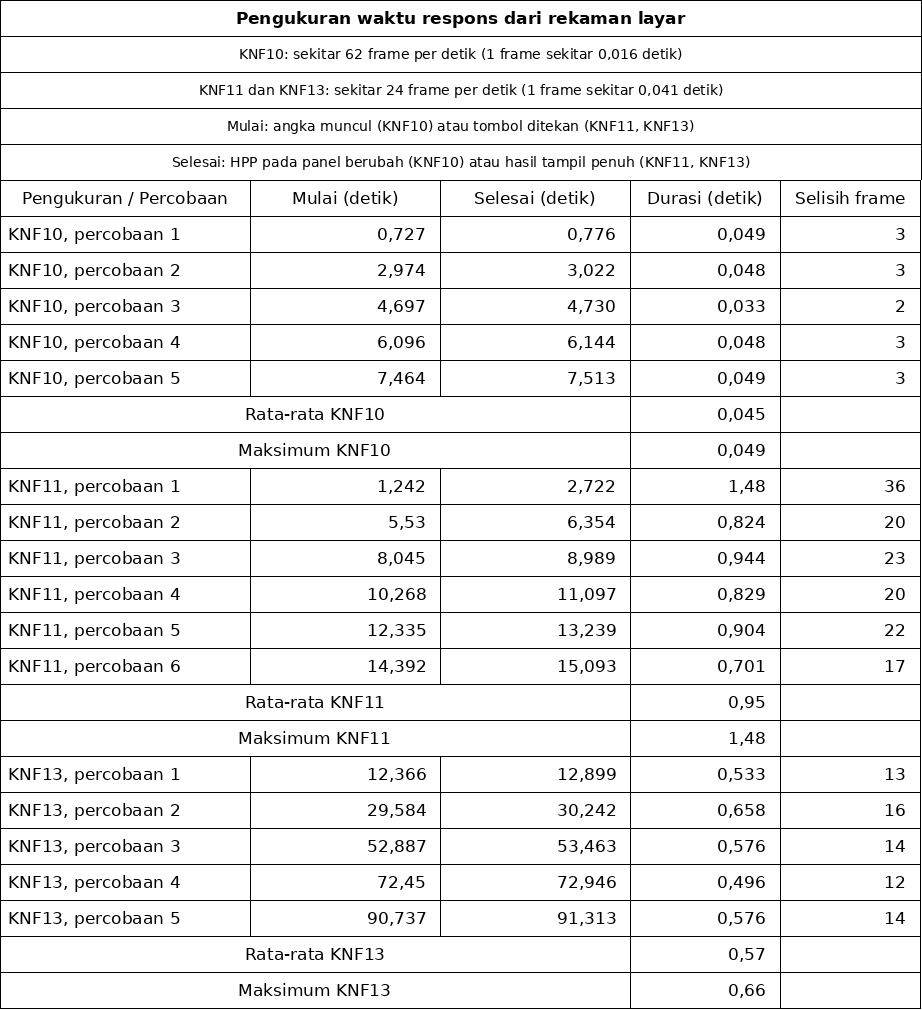 Pengukuran waktu respons dari rekaman layar
KNF10: sekitar 62 frame per detik (1 frame sekitar 0,016 detik)
KNF11 dan KNF13: sekitar 24 frame per detik (1 frame sekitar 0,041 detik)
Mulai: angka muncul (KNF10) atau tombol ditekan (KNF11, KNF13)
Selesai: HPP pada panel berubah (KNF10) atau hasil tampil penuh (KNF11, KNF13)
Pengukuran / Percobaan Mulai (detik) Selesai (detik) Durasi (detik) Selisih frame
KNF10, percobaan 1 0,727 0,776 0,049 3
KNF10, percobaan 2 2,974 3,022 0,048 3
KNF10, percobaan 3 4,697 4,730 0,033 2
KNF10, percobaan 4 6,096 6,144 0,048 3
KNF10, percobaan 5 7,464 7,513 0,049 3
Rata-rata KNF10 0,045
Maksimum KNF10 0,049
KNF11, percobaan 1 1,242 2,722 1,48 36
KNF11, percobaan 2 5,53 6,354 0,824 20
KNF11, percobaan 3 8,045 8,989 0,944 23
KNF11, percobaan 4 10,268 11,097 0,829 20
KNF11, percobaan 5 12,335 13,239 0,904 22
KNF11, percobaan 6 14,392 15,093 0,701 17
Rata-rata KNF11 0,95
Maksimum KNF11 1,48
KNF13, percobaan 1 12,366 12,899 0,533 13
KNF13, percobaan 2 29,584 30,242 0,658 16
KNF13, percobaan 3 52,887 53,463 0,576 14
KNF13, percobaan 4 72,45 72,946 0,496 12
KNF13, percobaan 5 90,737 91,313 0,576 14
Rata-rata KNF13 0,57
Maksimum KNF13 0,66